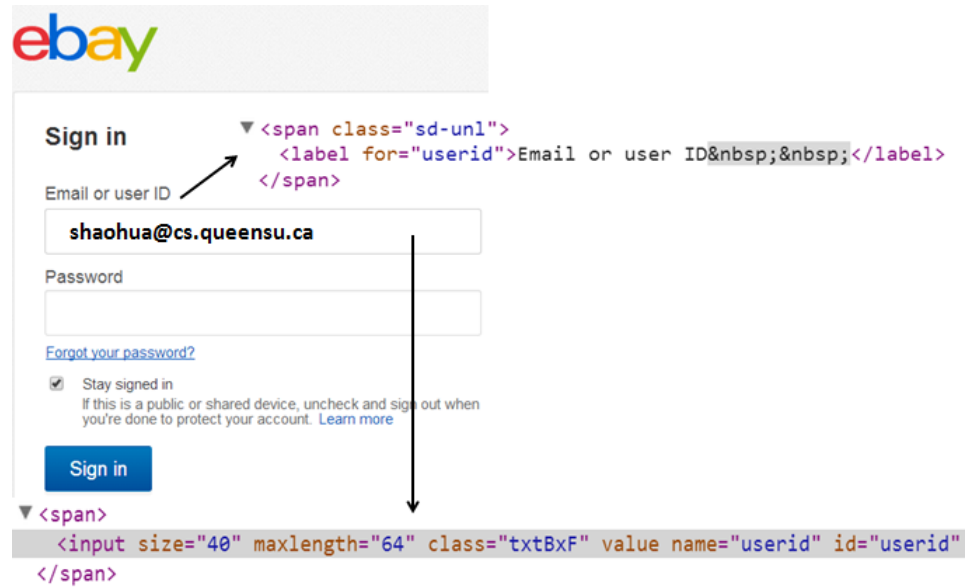 ebay
Sign in
<span class="sd-unl">
<label for="userid">Email or user ID&nbsp;&nbsp;</label>
</span>
Email or user ID
shaohua@cs.queensu.ca
Password
Forgot your password?
Stay signed in
If this is a public or shared device, uncheck and sign out when
you're done to protect your account. Learn more
Sign in
<span>
<input size="40" maxlength="64" class="txtBxF" value name="userid" id="userid"
</span>